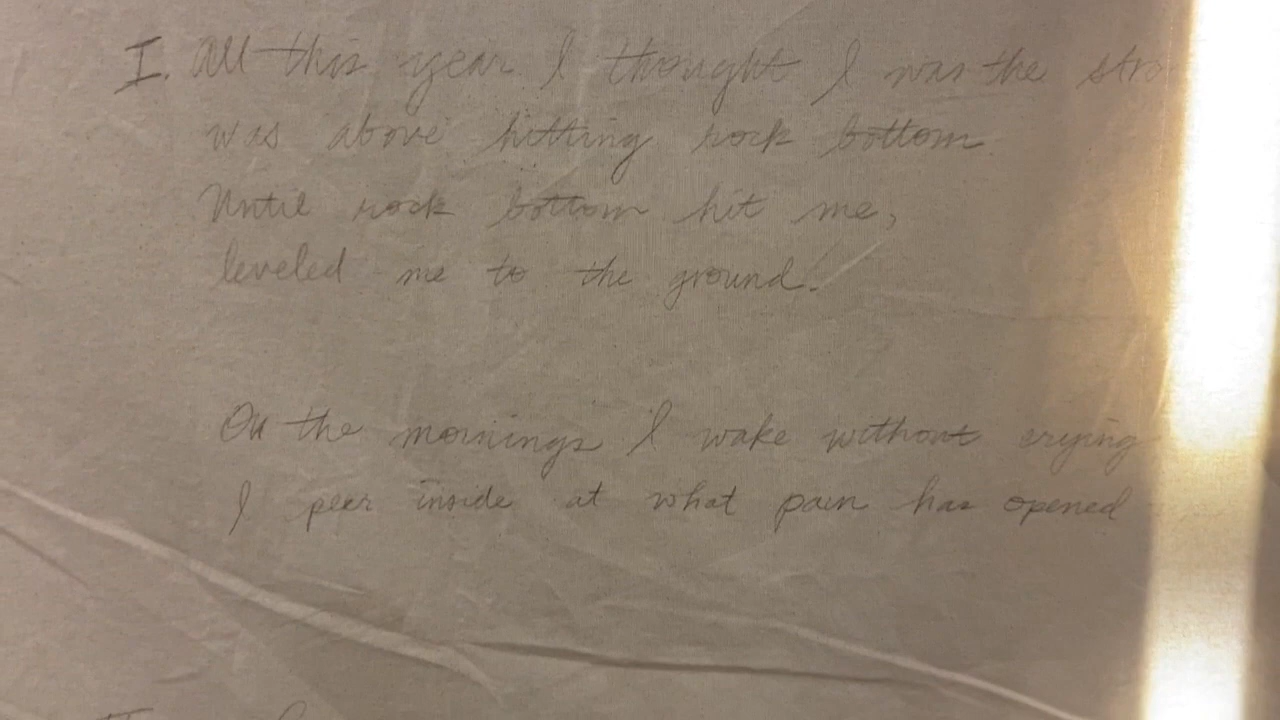 I. All this year I thought I was the
was above hitting rock bottom
Until rock bottom hit me,
leveled me to the ground.
On the mornings I wake without crying
I peer inside at what pain has opened